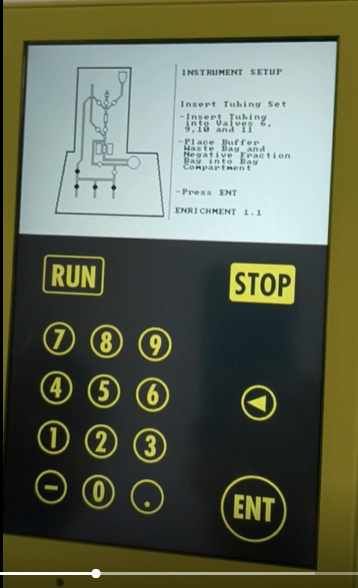 INSTRUMENT SETUP
Insert Tubing Set
-Insert Tubing
into Valves 6,
9,10 and 11
-Place Buffer
Waste Bag and
Negative Fraction
Bag into Bag
Compartment
-Press ENT
ENRICHMENT 1.1
RUN
STOP
7 8 9
4 5 6
1 2 3
- 0 .
ENT